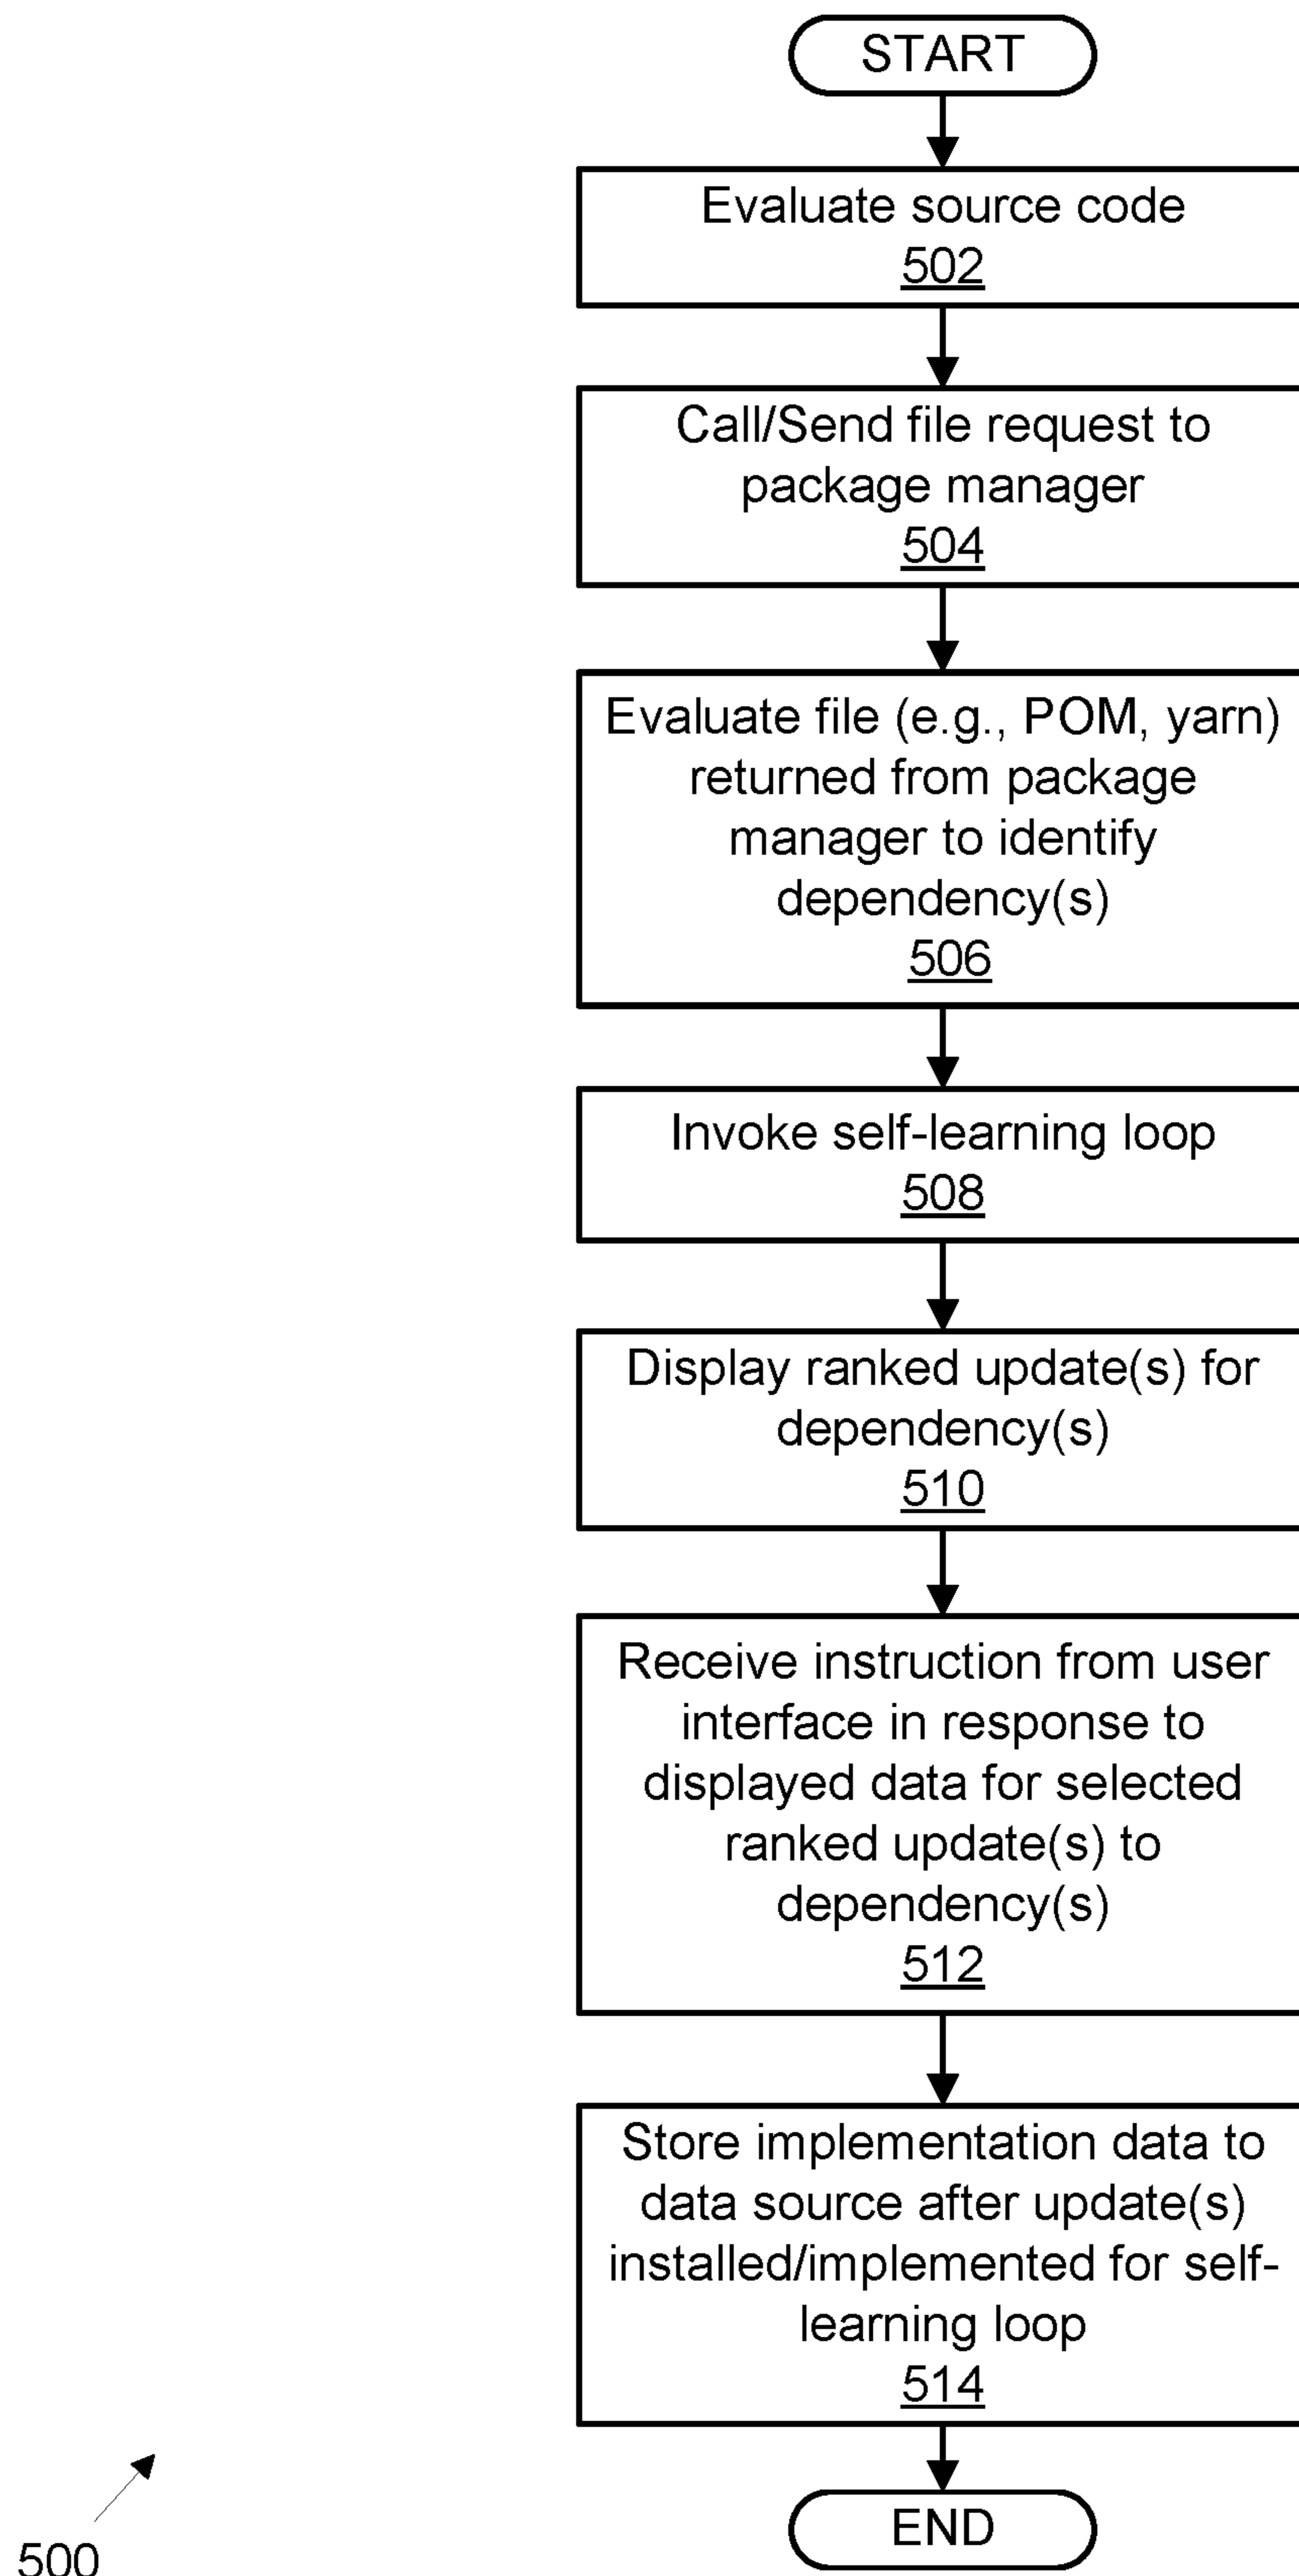 START
Evaluate source code
502
Call/Send file request to
package manager
504
Evaluate file (e.g., POM, yarn)
returned from package
manager to identify
dependency(s)
506
Invoke self-learning loop
508
Display ranked update(s) for
dependency(s)
510
Receive instruction from user
interface in response to
displayed data for selected
ranked update(s) to
dependency(s)
512
Store implementation data to
data source after update(s)
installed/implemented for self-
learning loop
514
END
500